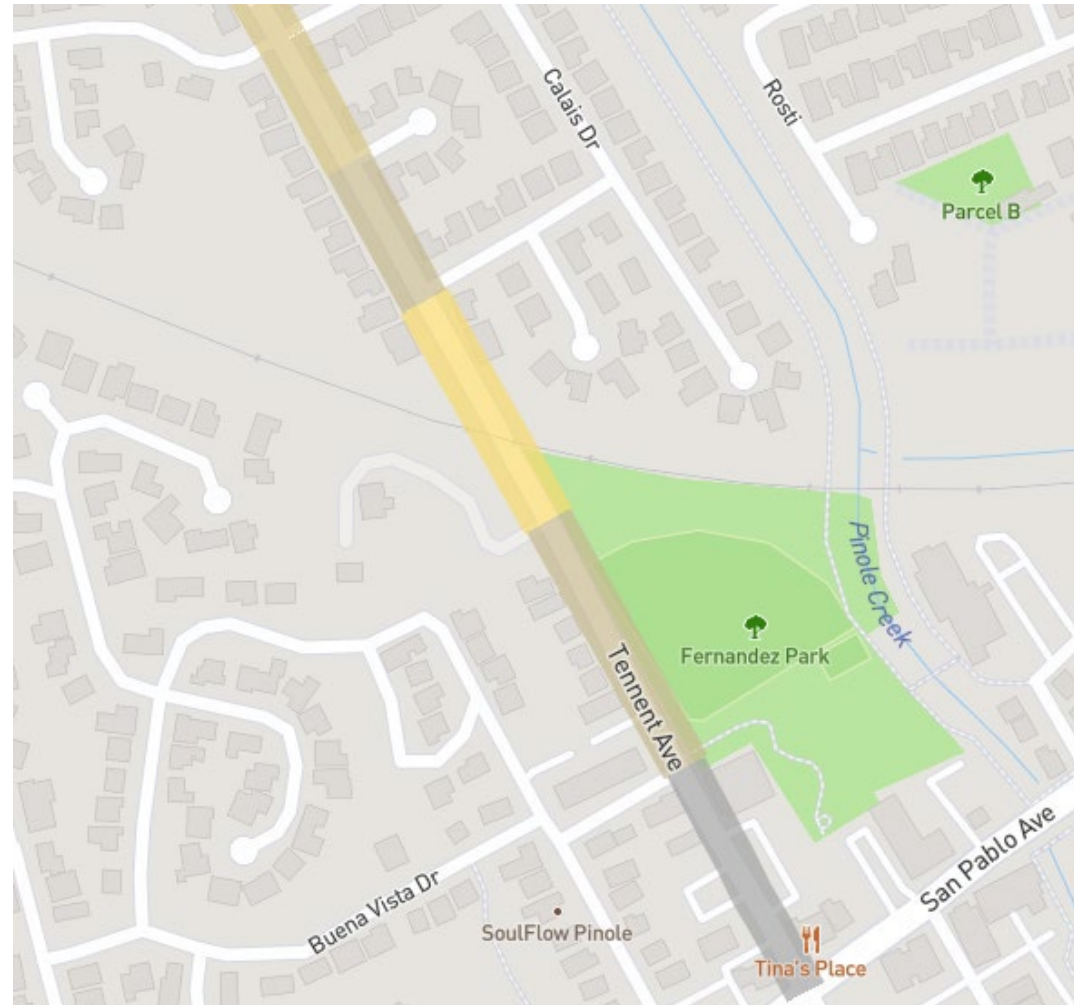 Calais Dr
Rosti
Parcel B
Pinole Creek
Fernandez Park
Tennent Ave
San Pablo Ave
Buena Vista Dr
SoulFlow Pinole
Tina's Place